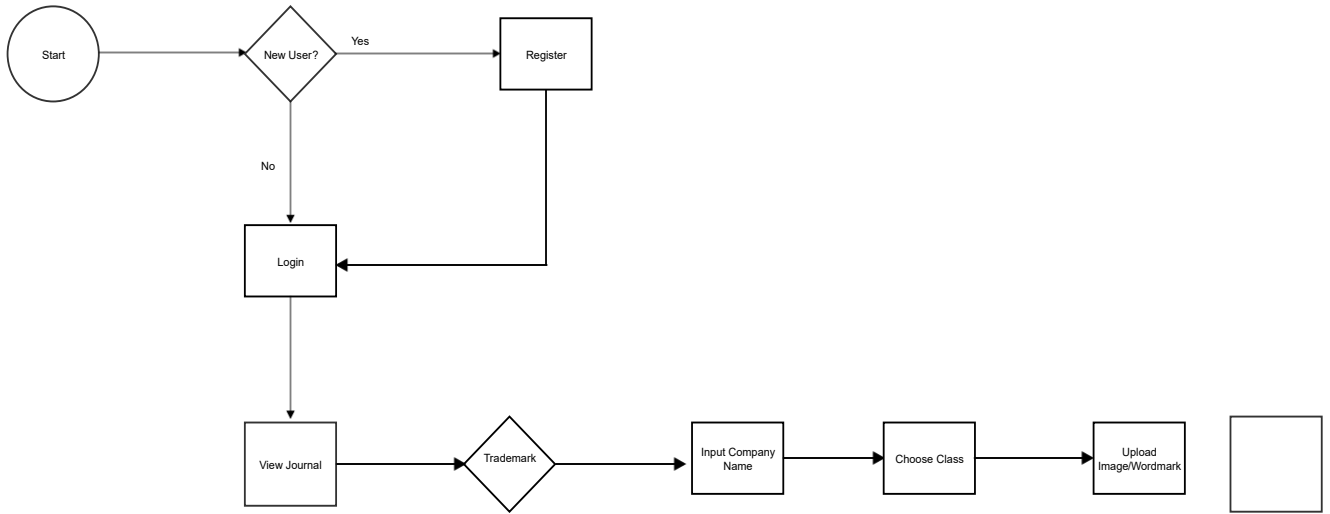 Start
New User?
Yes
Register
No
Login
View Journal
Trademark
Input Company
Name
Choose Class
Upload
Image/Wordmark